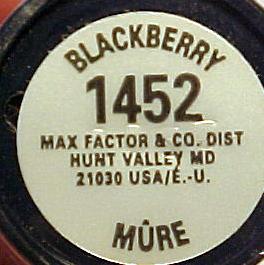 BLACKBERRY
1452
MAX FACTOR & CO. DIST
HUNT VALLEY MD
21030 USA/É.-U.
MÛRE